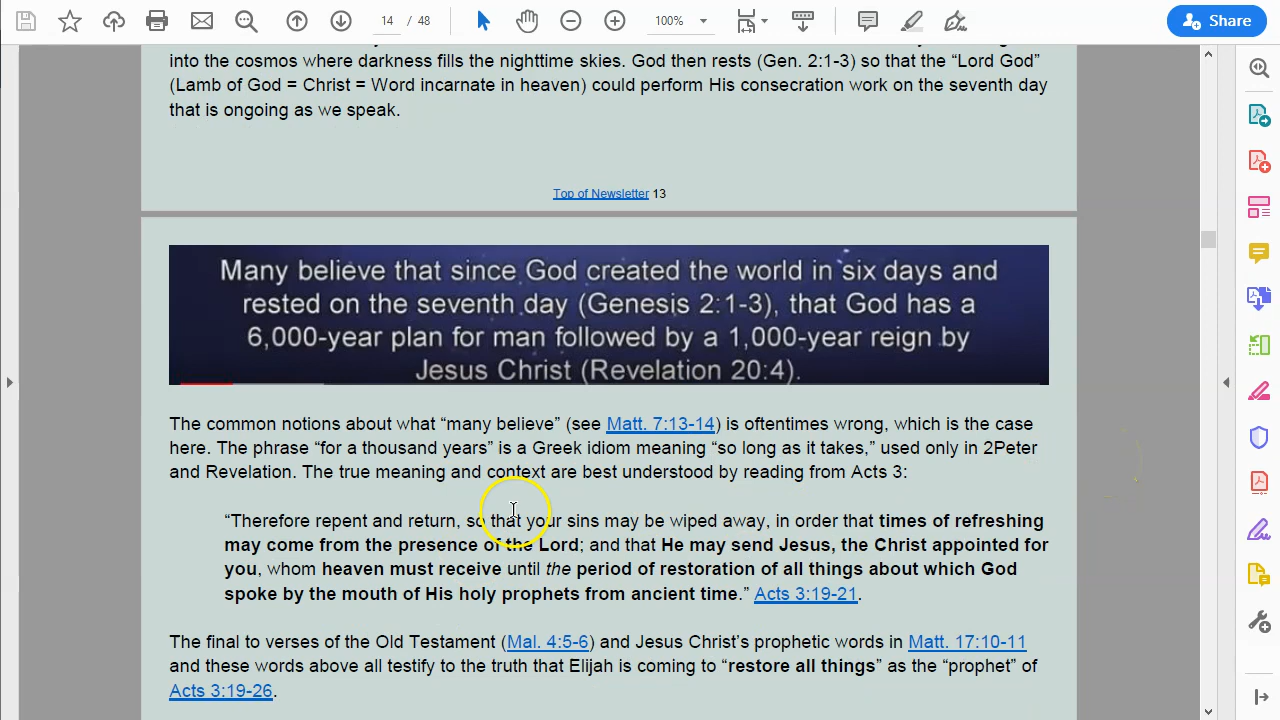 14 / 48
100%
Share
into the cosmos where darkness fills the nighttime skies. God then rests (Gen. 2:1-3) so that the “Lord God”
(Lamb of God = Christ = Word incarnate in heaven) could perform His consecration work on the seventh day
that is ongoing as we speak.
Top of Newsletter 13
Many believe that since God created the world in six days and
rested on the seventh day (Genesis 2:1-3), that God has a
6,000-year plan for man followed by a 1,000-year reign by
Jesus Christ (Revelation 20:4).
The common notions about what “many believe” (see Matt. 7:13-14) is oftentimes wrong, which is the case
here. The phrase “for a thousand years” is a Greek idiom meaning “so long as it takes,” used only in 2Peter
and Revelation. The true meaning and context are best understood by reading from Acts 3:
“Therefore repent and return, so that your sins may be wiped away, in order that times of refreshing
may come from the presence of the Lord; and that He may send Jesus, the Christ appointed for
you, whom heaven must receive until the period of restoration of all things about which God
spoke by the mouth of His holy prophets from ancient time.” Acts 3:19-21.
The final to verses of the Old Testament (Mal. 4:5-6) and Jesus Christ’s prophetic words in Matt. 17:10-11
and these words above all testify to the truth that Elijah is coming to “restore all things” as the “prophet” of
Acts 3:19-26.